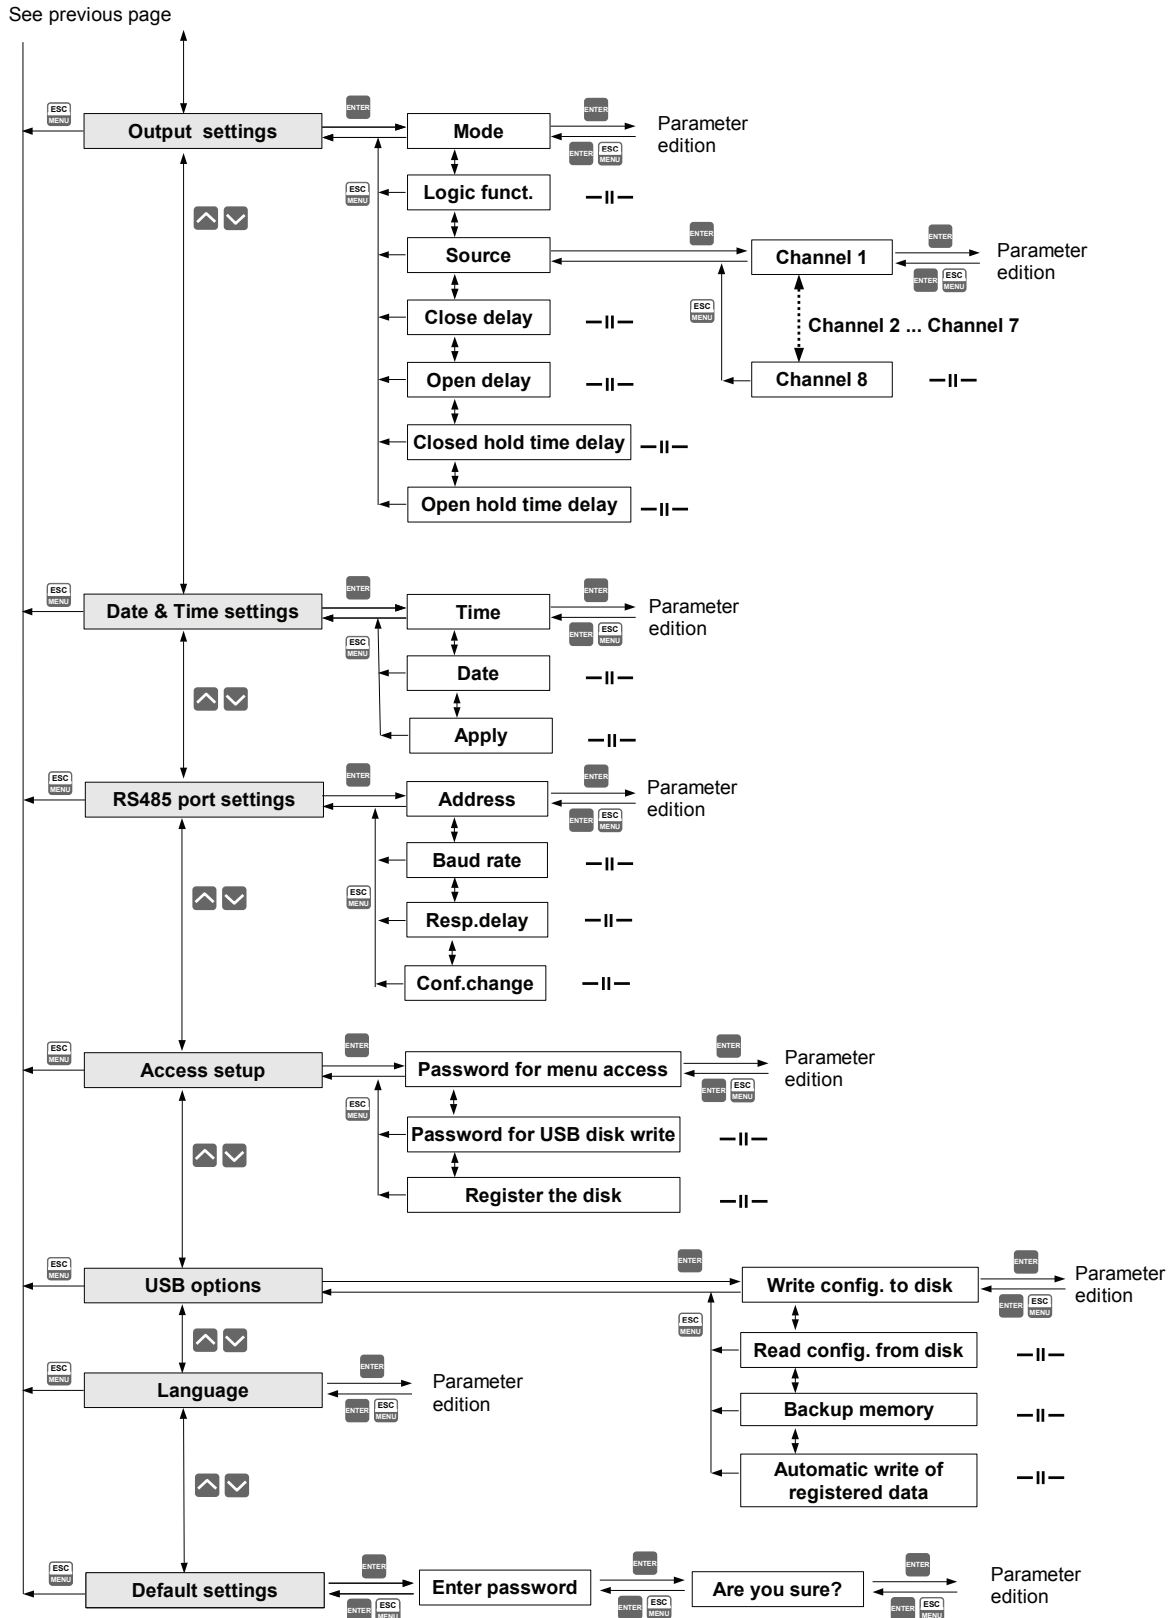 See previous page
ESC
MENU
Output settings
ENTER
Mode
ENTER
ENTER
ESC
MENU
Parameter
edition
ESC
MENU
Logic funct.
—II—
Source
ENTER
Channel 1
ENTER
ENTER
ESC
MENU
Parameter
edition
Close delay
—II—
ESC
MENU
Channel 2 ... Channel 7
Open delay
—II—
Channel 8
—II—
Closed hold time delay
—II—
Open hold time delay
—II—
ESC
MENU
Date & Time settings
ENTER
Time
ENTER
ENTER
ESC
MENU
Parameter
edition
ESC
MENU
Date
—II—
Apply
—II—
ESC
MENU
RS485 port settings
ENTER
Address
ENTER
ENTER
ESC
MENU
Parameter
edition
Baud rate
—II—
ESC
MENU
Resp.delay
—II—
Conf.change
—II—
ESC
MENU
Access setup
ENTER
Password for menu access
ENTER
ENTER
ESC
MENU
Parameter
edition
ESC
MENU
Password for USB disk write
—II—
Register the disk
—II—
ESC
MENU
USB options
ENTER
Write config. to disk
ENTER
ENTER
ESC
MENU
Parameter
edition
ESC
MENU
Read config. from disk
—II—
ESC
MENU
Language
ENTER
ENTER
ESC
MENU
Parameter
edition
Backup memory
—II—
Automatic write of
registered data
—II—
ESC
MENU
Default settings
ENTER
ENTER
ESC
MENU
Enter password
ENTER
ENTER
ESC
MENU
Are you sure?
ENTER
ENTER
ESC
MENU
Parameter
edition